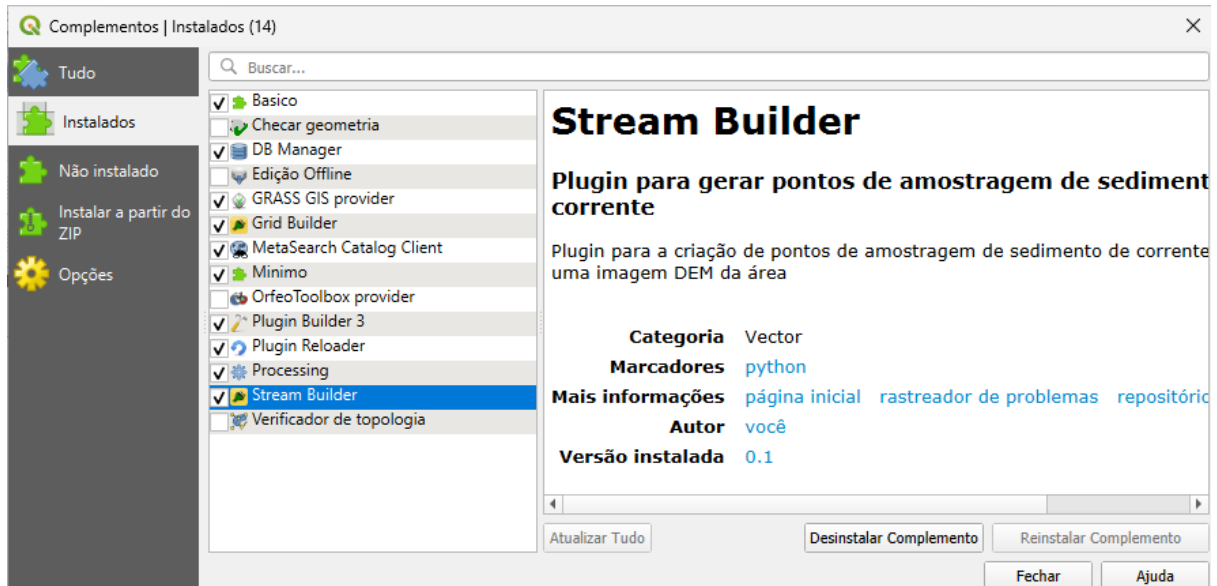 Complementos | Instalados (14)
Tudo
Instalados
Não instalado
Instalar a partir do
ZIP
Opções
Buscar...
Basico
Checar geometria
DB Manager
Edição Offline
GRASS GIS provider
Grid Builder
MetaSearch Catalog Client
Minimo
OrfeoToolbox provider
Plugin Builder 3
Plugin Reloader
Processing
Stream Builder
Verificador de topologia
Stream Builder
Plugin para gerar pontos de amostragem de sediment
corrente
Plugin para a criação de pontos de amostragem de sedimento de corrente
uma imagem DEM da área
Categoria Vector
Marcadores python
Mais informações página inicial rastreador de problemas repositóric
Autor você
Versão instalada 0.1
Atualizar Tudo Desinstalar Complemento Reinstalar Complemento
Fechar Ajuda